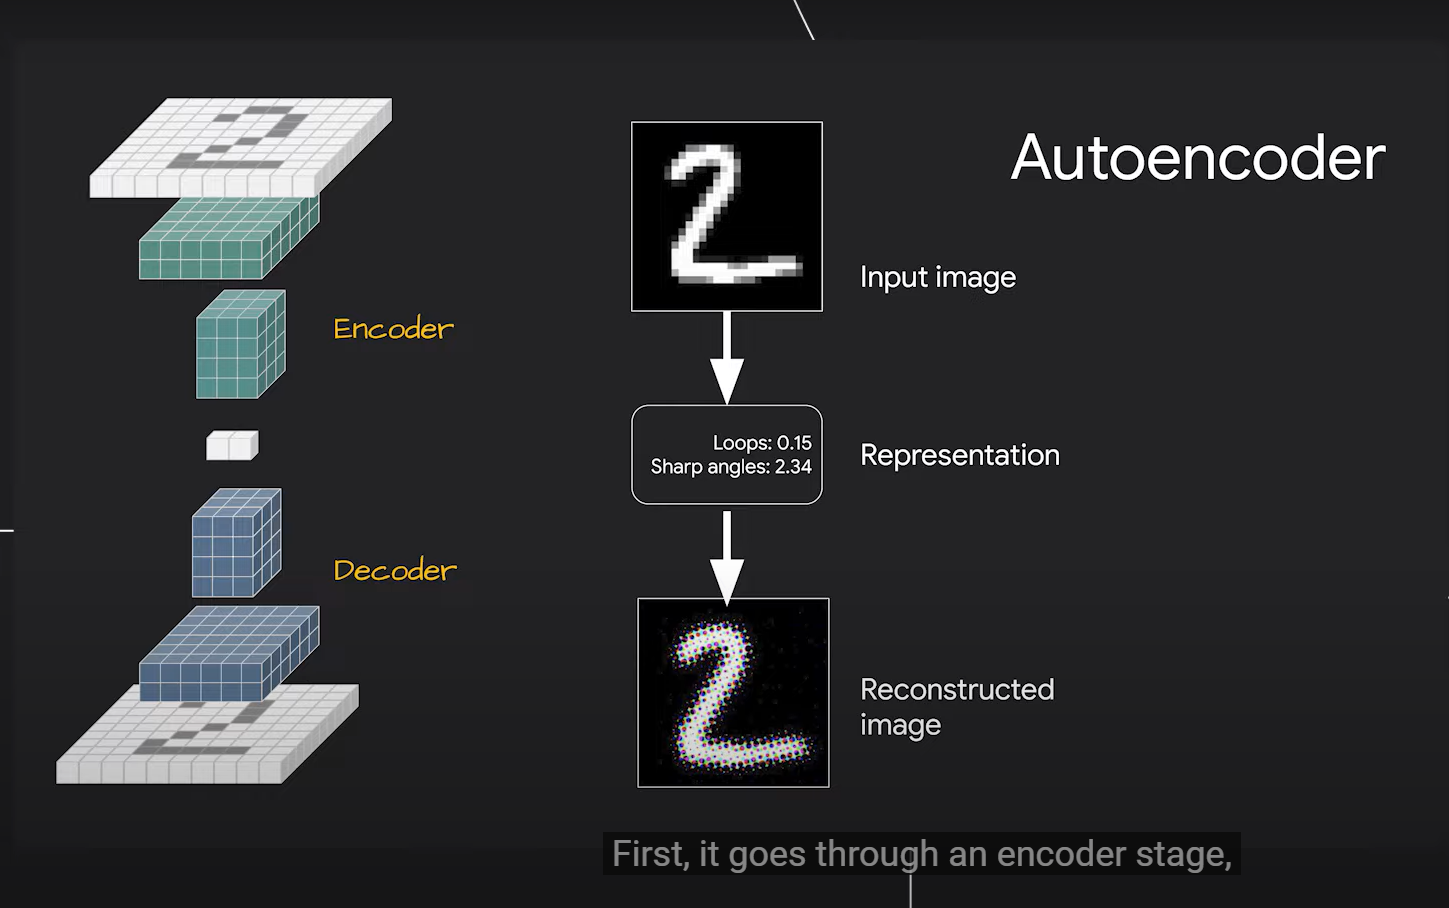 Autoencoder
Input image
Encoder
Loops: 0.15
Sharp angles: 2.34
Representation
Decoder
Reconstructed
image
First, it goes through an encoder stage,